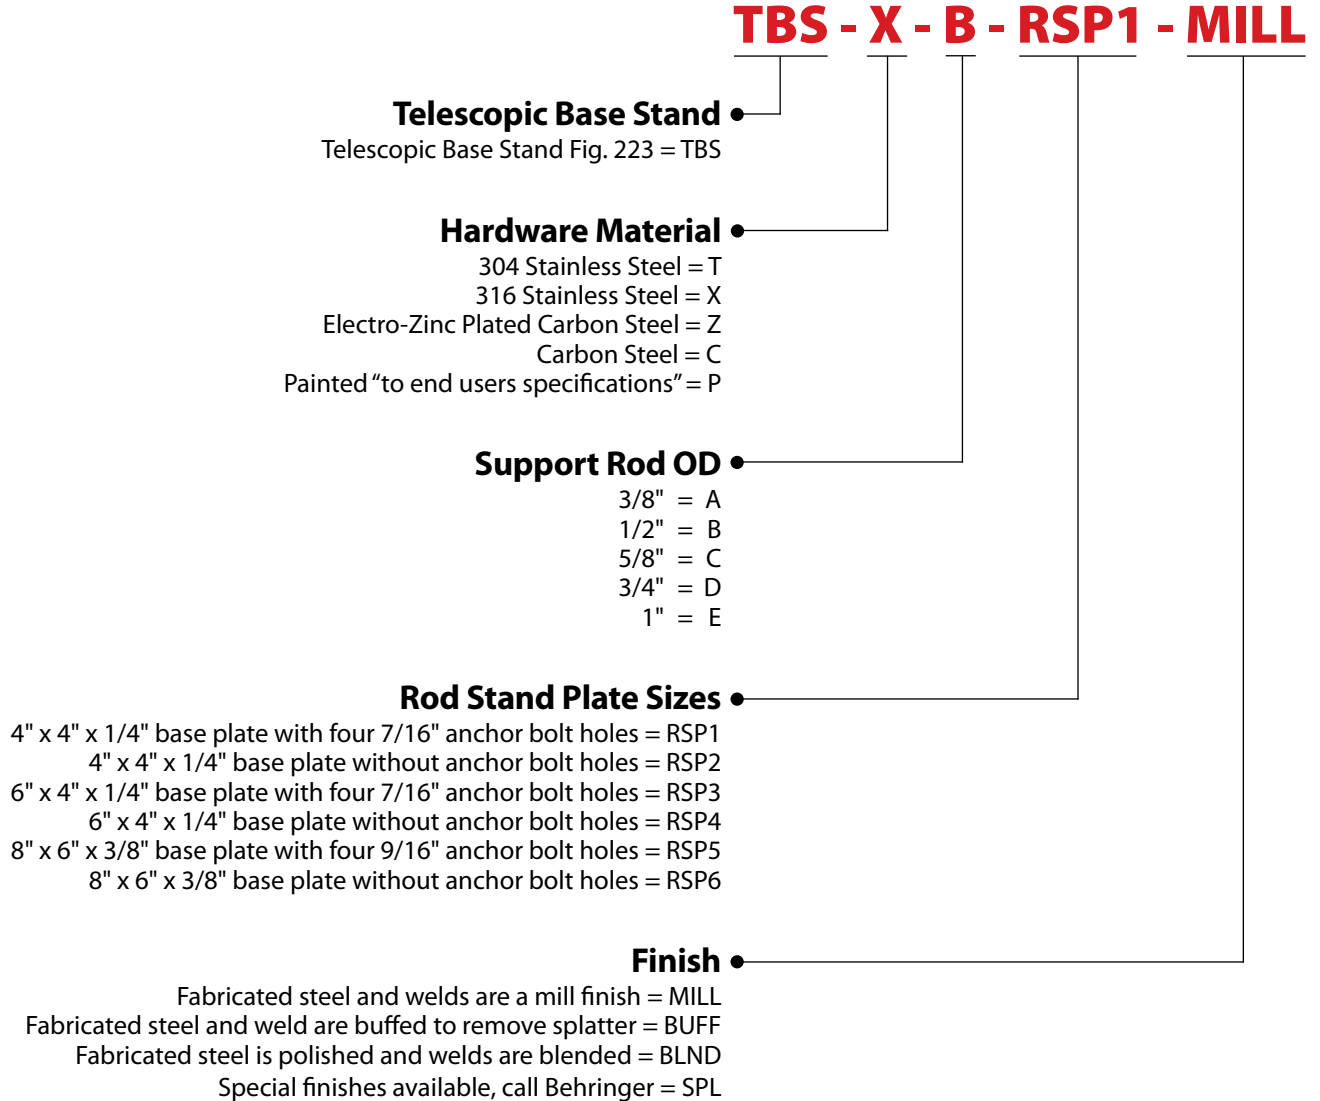 TBS - X - B - RSP1 - MILL
Telescopic Base Stand
Telescopic Base Stand Fig. 223 = TBS
Hardware Material
304 Stainless Steel = T
316 Stainless Steel = X
Electro-Zinc Plated Carbon Steel = Z
Carbon Steel = C
Painted “to end users specifications” = P
Support Rod OD
3/8" = A
1/2" = B
5/8" = C
3/4" = D
1" = E
Rod Stand Plate Sizes
4" x 4" x 1/4" base plate with four 7/16" anchor bolt holes = RSP1
4" x 4" x 1/4" base plate without anchor bolt holes = RSP2
6" x 4" x 1/4" base plate with four 7/16" anchor bolt holes = RSP3
6" x 4" x 1/4" base plate without anchor bolt holes = RSP4
8" x 6" x 3/8" base plate with four 9/16" anchor bolt holes = RSP5
8" x 6" x 3/8" base plate without anchor bolt holes = RSP6
Finish
Fabricated steel and welds are a mill finish = MILL
Fabricated steel and weld are buffed to remove splatter = BUFF
Fabricated steel is polished and welds are blended = BLND
Special finishes available, call Behringer = SPL